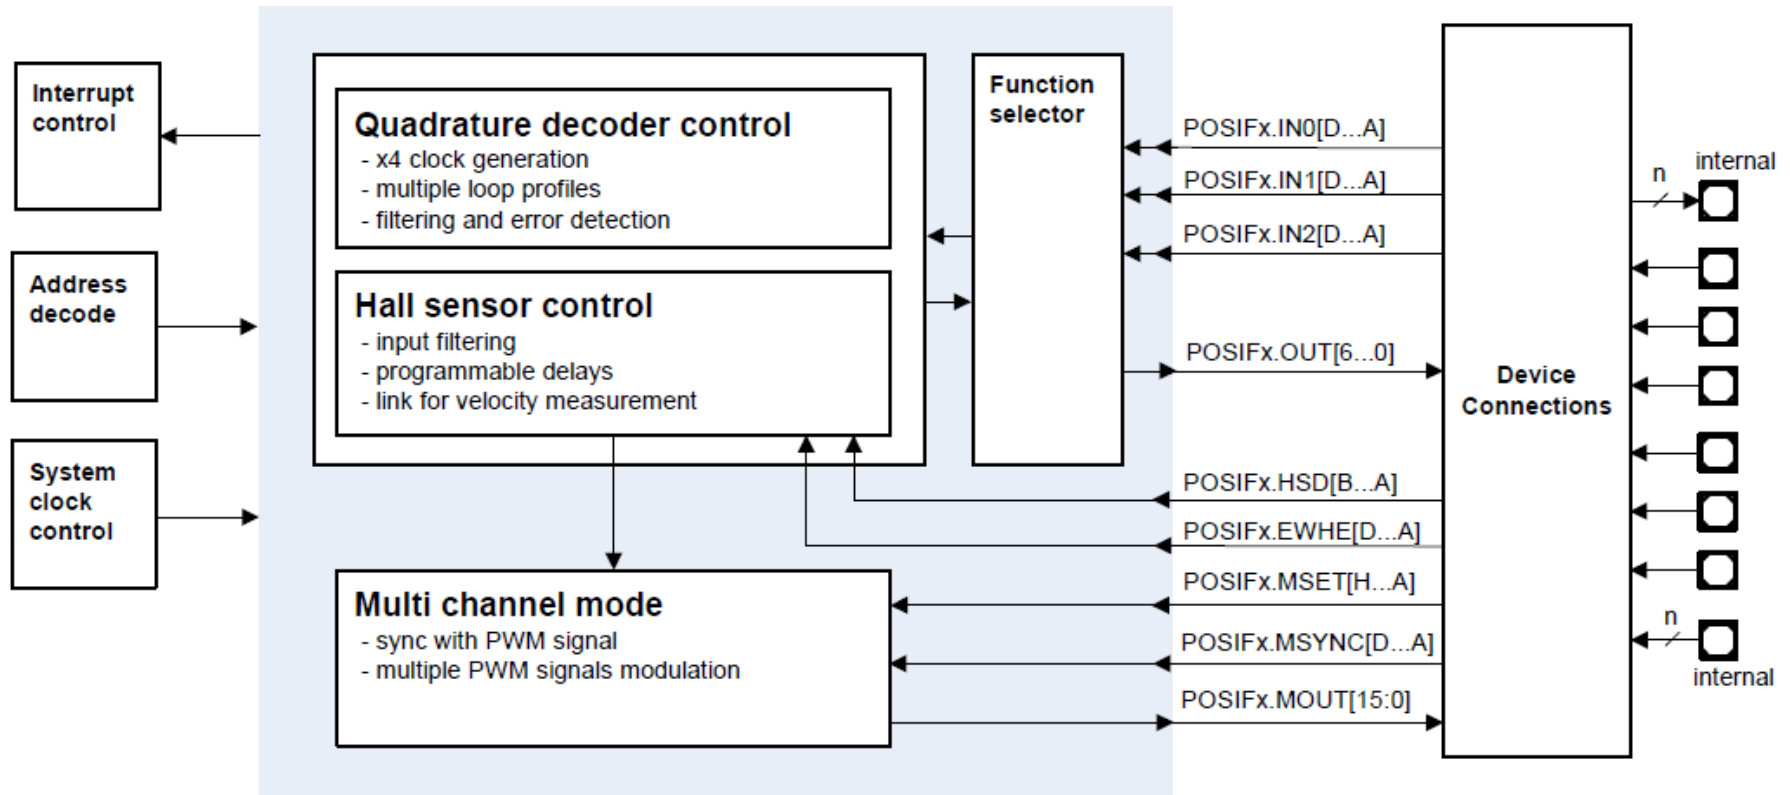 Interrupt
control
Address
decode
System
clock
control
Quadrature decoder control
- x4 clock generation
- multiple loop profiles
- filtering and error detection
Hall sensor control
- input filtering
- programmable delays
- link for velocity measurement
Multi channel mode
- sync with PWM signal
- multiple PWM signals modulation
Function
selector
POSIFx.IN0[D...A]
POSIFx.IN1[D...A]
POSIFx.IN2[D...A]
POSIFx.OUT[6...0]
POSIFx.HSD[B...A]
POSIFx.EWHE[D...A]
POSIFx.MSET[H...A]
POSIFx.MSYNC[D...A]
POSIFx.MOUT[15:0]
Device
Connections
internal
n
n
internal